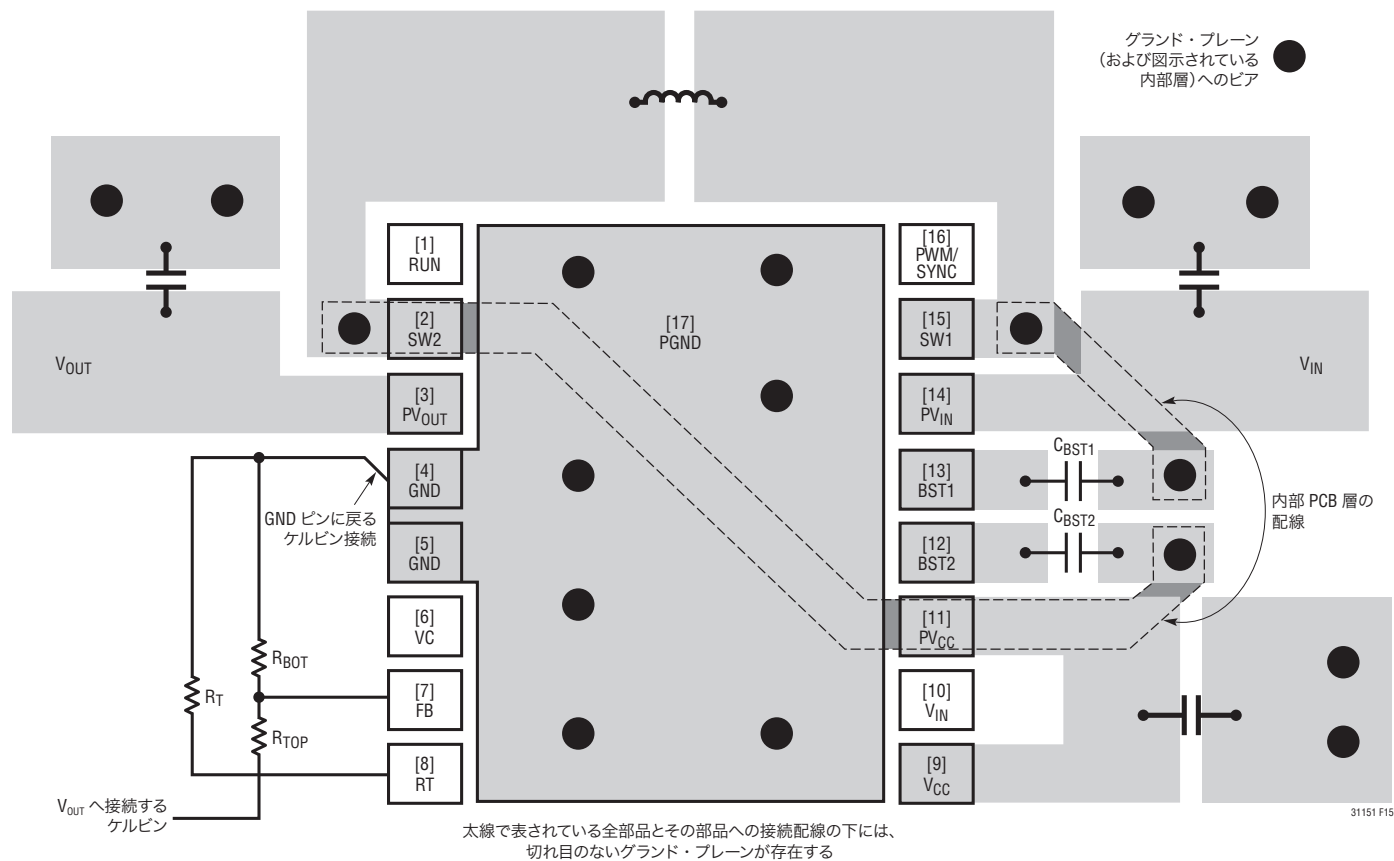 グランド・プレーン
(および図示されている
内部層)へのビア
[1]
RUN
[16]
PWM/
SYNC
[2]
SW2
[17]
PGND
[15]
SW1
VOUT
VIN
[3]
PVOUT
[14]
PVIN
[4]
GND
[13]
BST1
CBST1
GND ピンに戻る
ケルビン接続
内部 PCB 層の
配線
[5]
GND
[12]
BST2
CBST2
[6]
VC
[11]
PVCC
RBOT
RT
[7]
FB
[10]
VIN
RTOP
[8]
RT
[9]
VCC
VOUT へ接続する
ケルビン
31151 F15
太線で表されている全部品とその部品への接続配線の下には、
切れ目のないグランド・プレーンが存在する